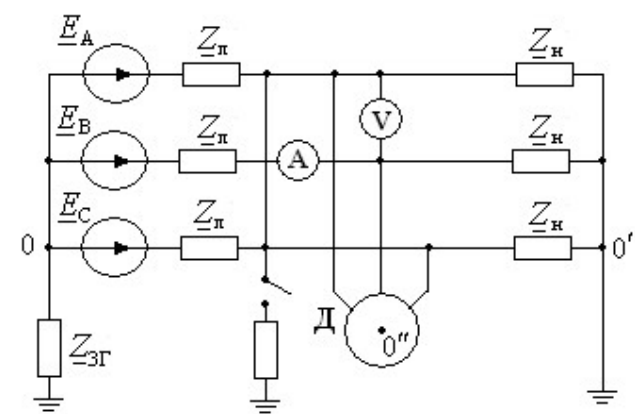 E_A Z_л Z_н
V
E_B Z_л A Z_н
E_C Z_л Z_н
0 0'
Д 0"
Z_ЗГ